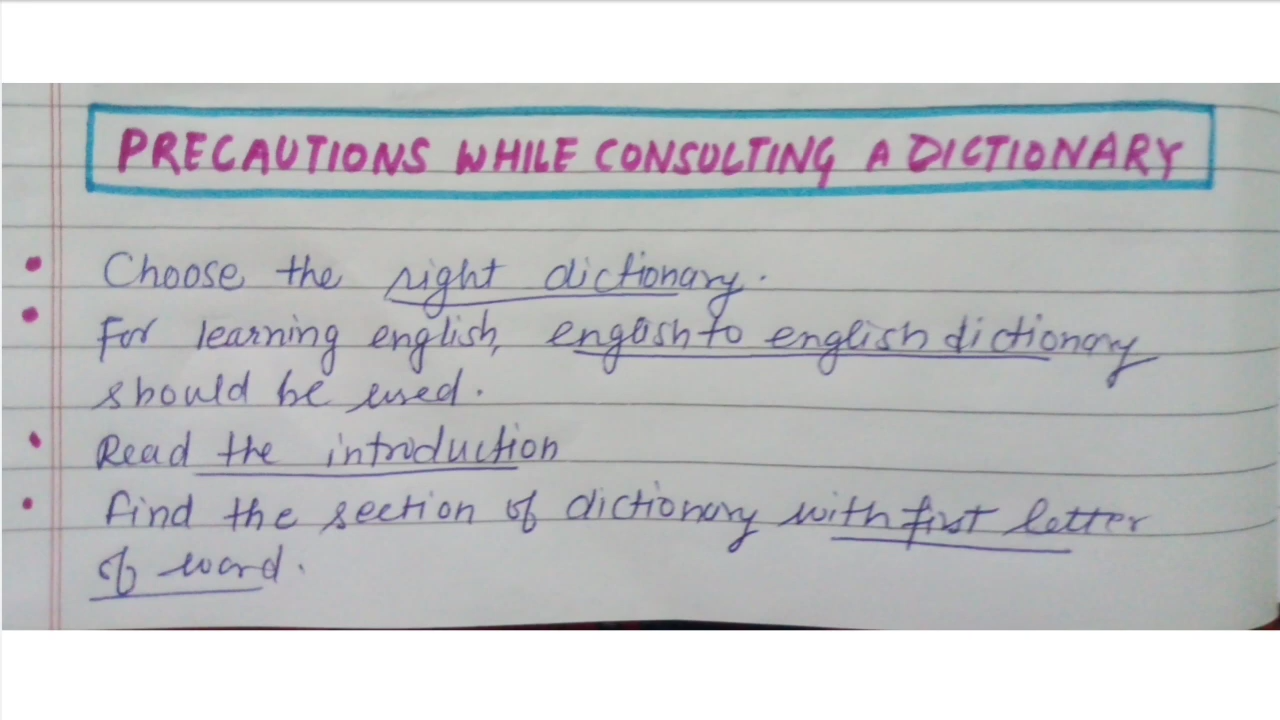 PRECAUTIONS WHILE CONSULTING A DICTIONARY
• Choose the right dictionary.
• For learning english, english to english dictionary
should be used.
• Read the introduction
• Find the section of dictionary with first letter
of word.